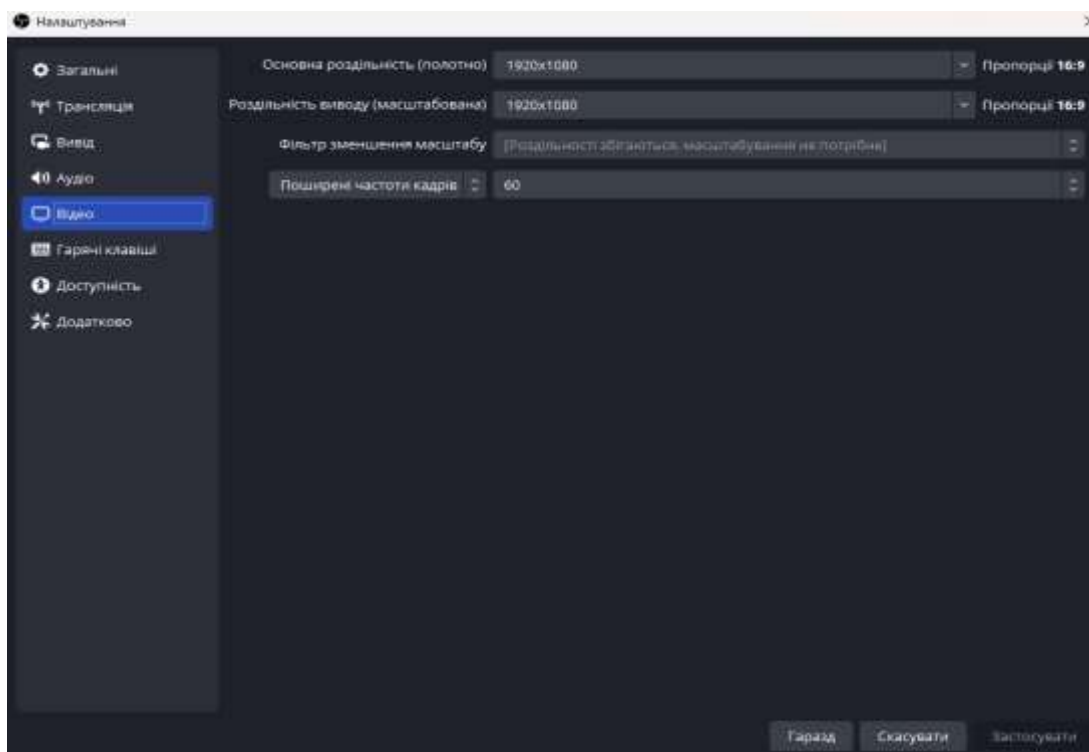 Налаштування
Загальні
Трансляція
Вивід
Аудіо
Відео
Гарячі клавіші
Доступність
Додатково
Основна роздільність (полотно) 1920x1080 Пропорції 16:9
Роздільність виводу (масштабована) 1920x1080 Пропорції 16:9
Фільтр зменшення масштабу [Роздільності збігаються, масштабування не потрібне]
Поширені частоти кадрів 60
Гаразд Скасувати Застосувати